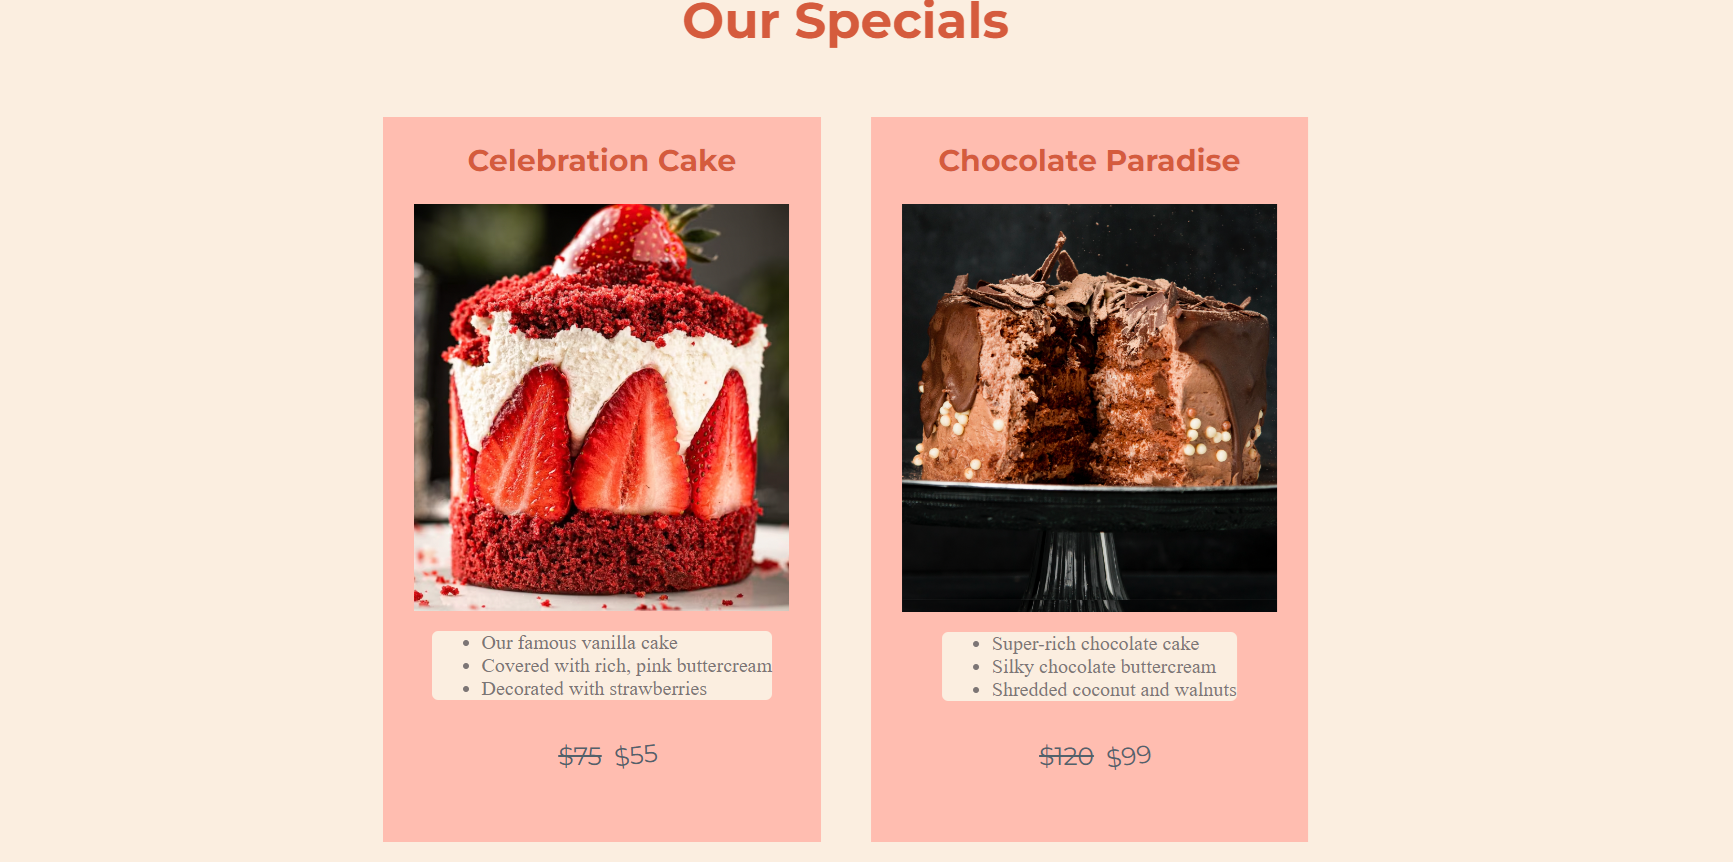 Our Specials
Celebration Cake
Chocolate Paradise
• Our famous vanilla cake
• Covered with rich, pink buttercream
• Decorated with strawberries
• Super-rich chocolate cake
• Silky chocolate buttercream
• Shredded coconut and walnuts
$75 $55
$120 $99